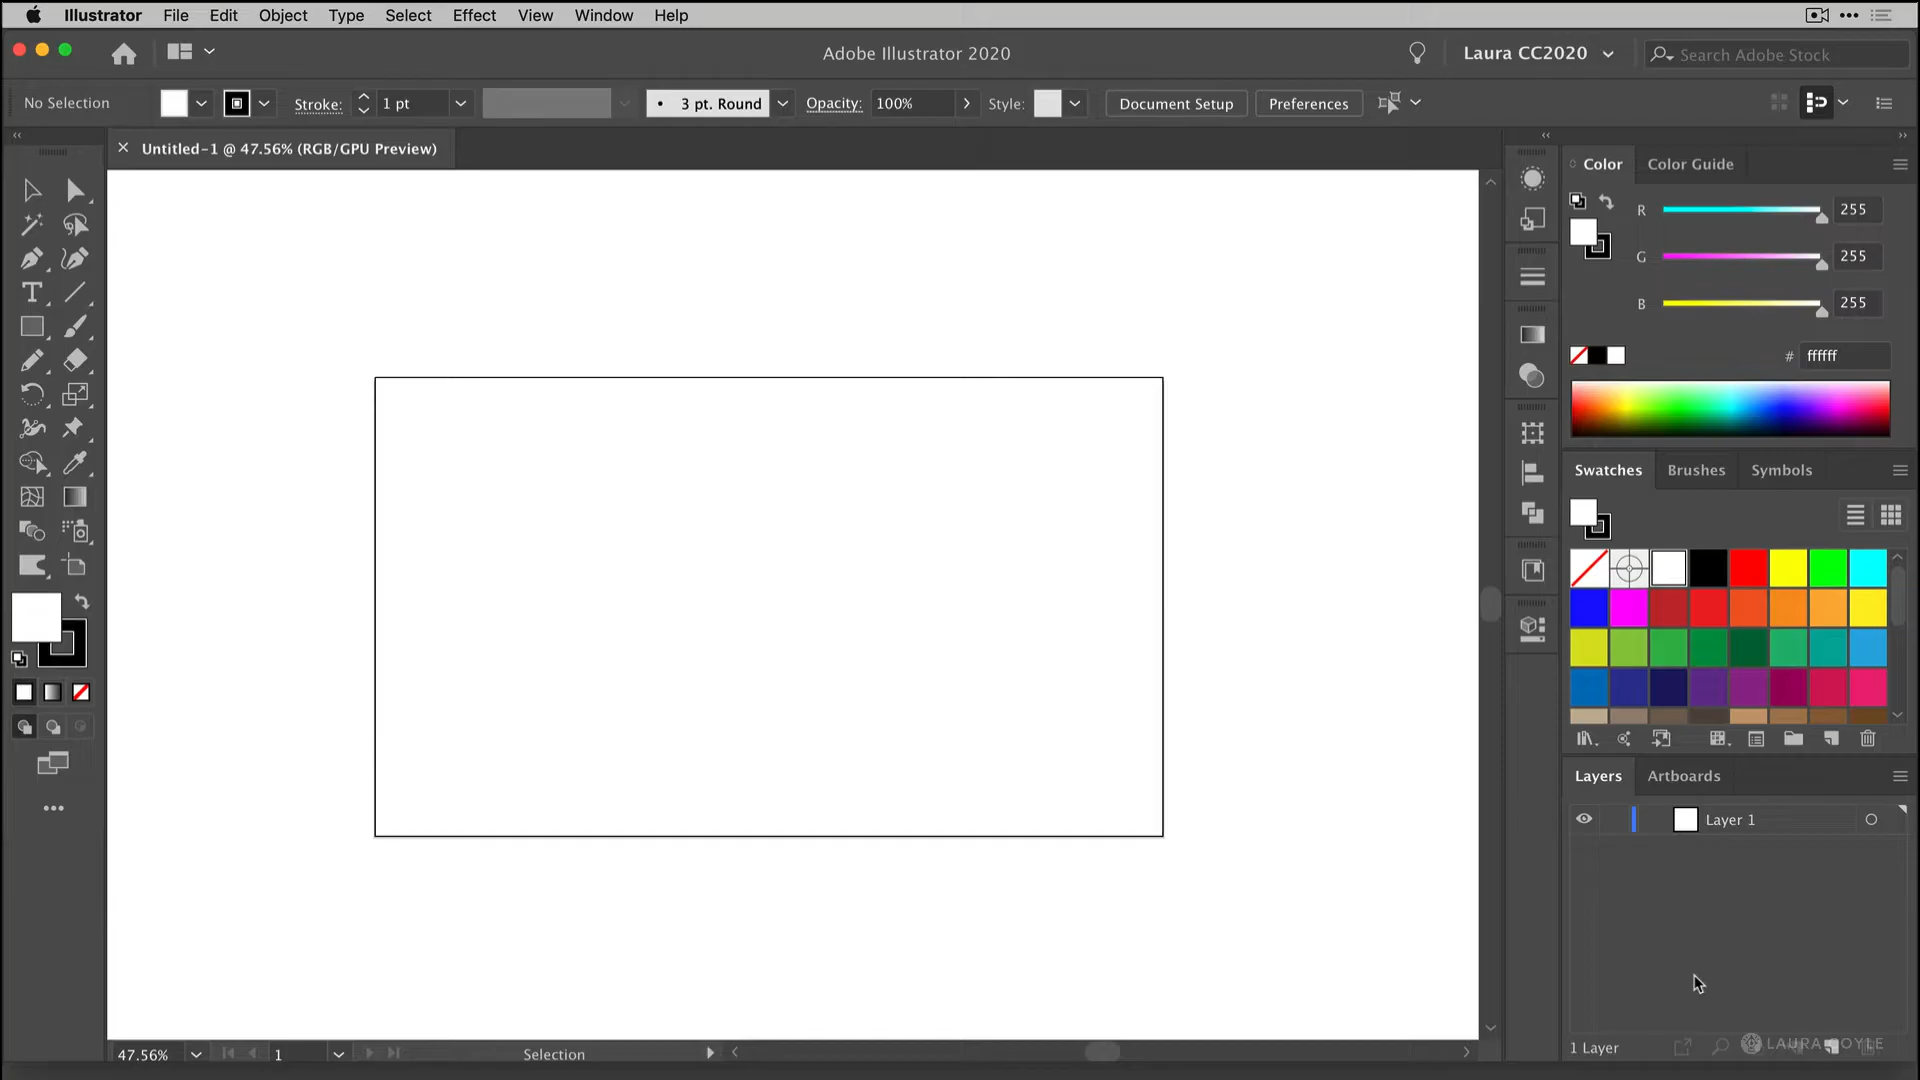 Illustrator File Edit Object Type Select Effect View Window Help
Adobe Illustrator 2020
Laura CC2020
Search Adobe Stock
No Selection
Stroke: 1 pt
3 pt. Round
Opacity: 100%
Style:
Document Setup
Preferences
Untitled-1 @ 47.56% (RGB/GPU Preview)
Color Color Guide
R 255
G 255
B 255
# ffffff
Swatches Brushes Symbols
Layers Artboards
Layer 1
1 Layer
LAURA COYLE
47.56%
1
Selection